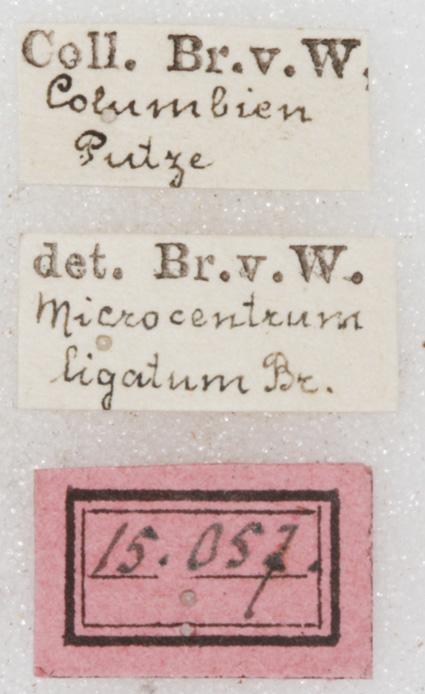 Coll. Br.v.W.
Columbien
Putze
det. Br.v.W.
Microcentrum
ligatum Br.
15.057.